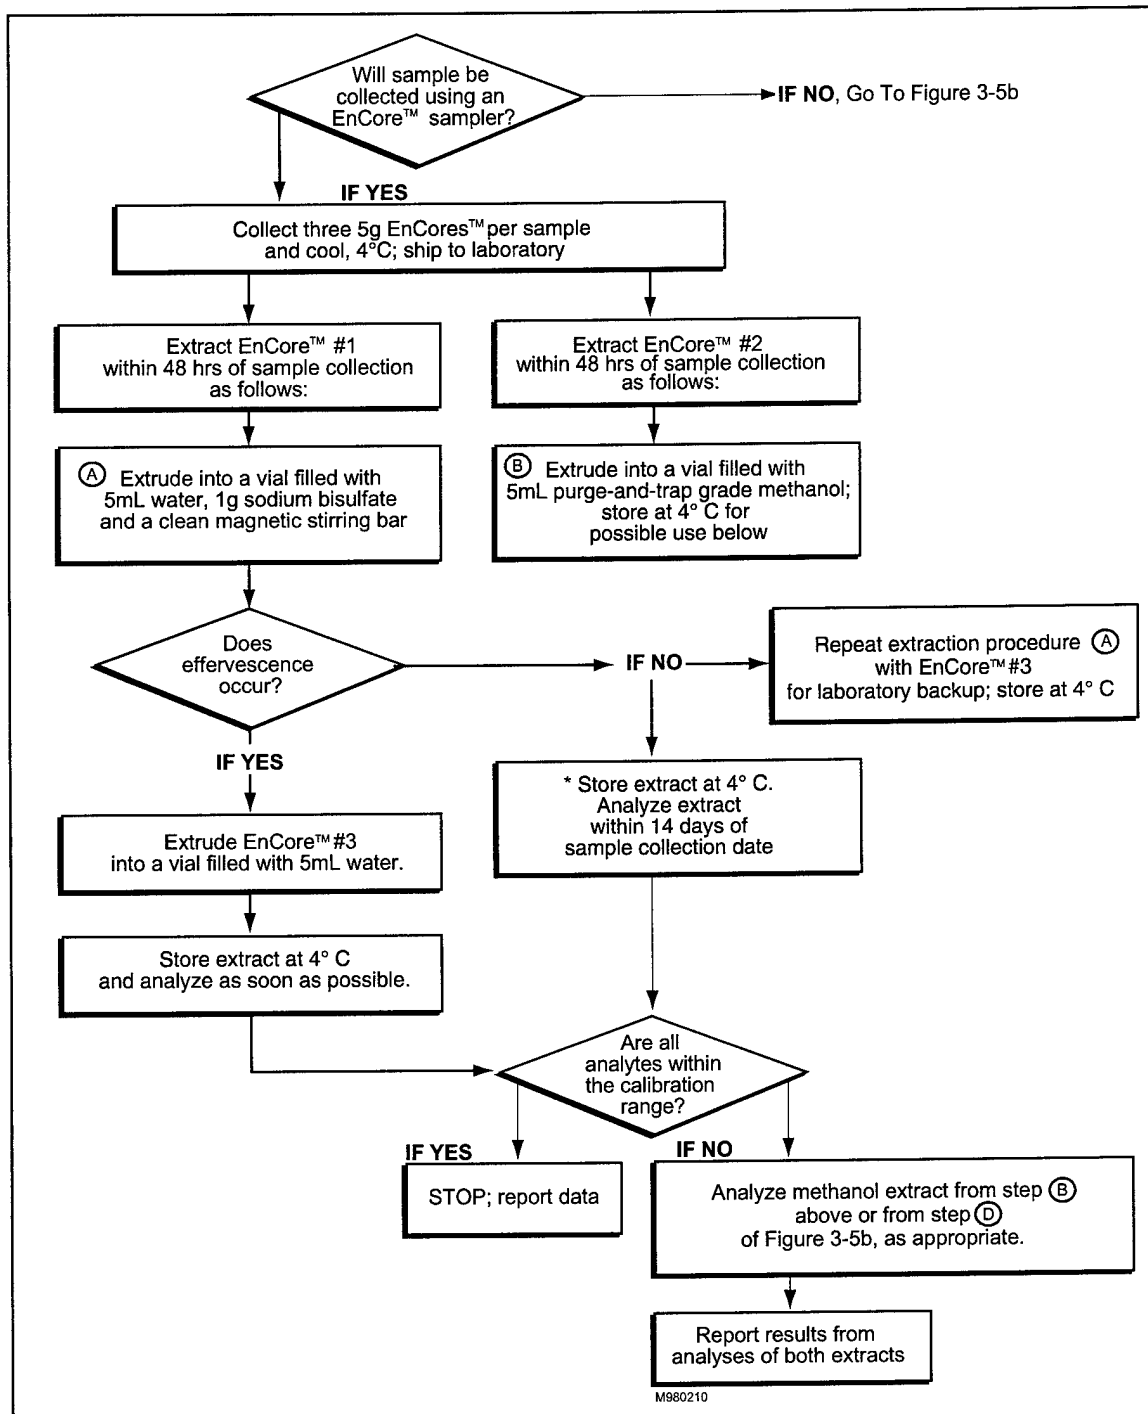 Will sample be
collected using an
EnCore™ sampler?
IF NO, Go To Figure 3-5b
IF YES
Collect three 5g EnCores™ per sample
and cool, 4°C; ship to laboratory
Extract EnCore™ #1
within 48 hrs of sample collection
as follows:
Extract EnCore™ #2
within 48 hrs of sample collection
as follows:
Ⓐ Extrude into a vial filled with
5mL water, 1g sodium bisulfate
and a clean magnetic stirring bar
Ⓑ Extrude into a vial filled with
5mL purge-and-trap grade methanol;
store at 4° C for
possible use below
Does
effervescence
occur?
IF NO
Repeat extraction procedure Ⓐ
with EnCore™ #3
for laboratory backup; store at 4° C
IF YES
* Store extract at 4° C.
Analyze extract
within 14 days of
sample collection date
Extrude EnCore™ #3
into a vial filled with 5mL water.
Store extract at 4° C
and analyze as soon as possible.
Are all
analytes within
the calibration
range?
IF YES
STOP; report data
IF NO
Analyze methanol extract from step Ⓑ
above or from step Ⓓ
of Figure 3-5b, as appropriate.
Report results from
analyses of both extracts
M980210